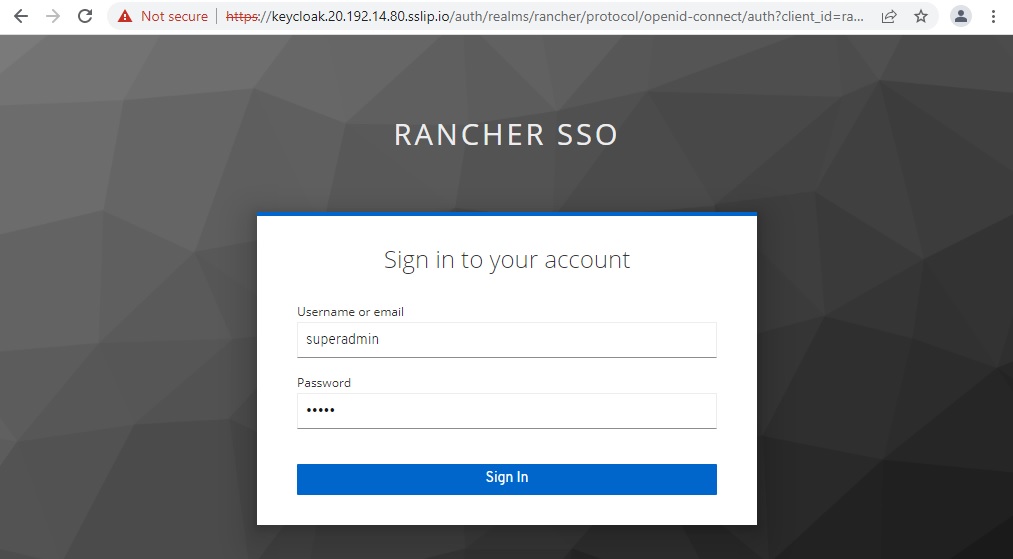 Not secure | https://keycloak.20.192.14.80.sslip.io/auth/realms/rancher/protocol/openid-connect/auth?client_id=ra...
RANCHER SSO
Sign in to your account
Username or email
superadmin
Password
•••••
Sign In